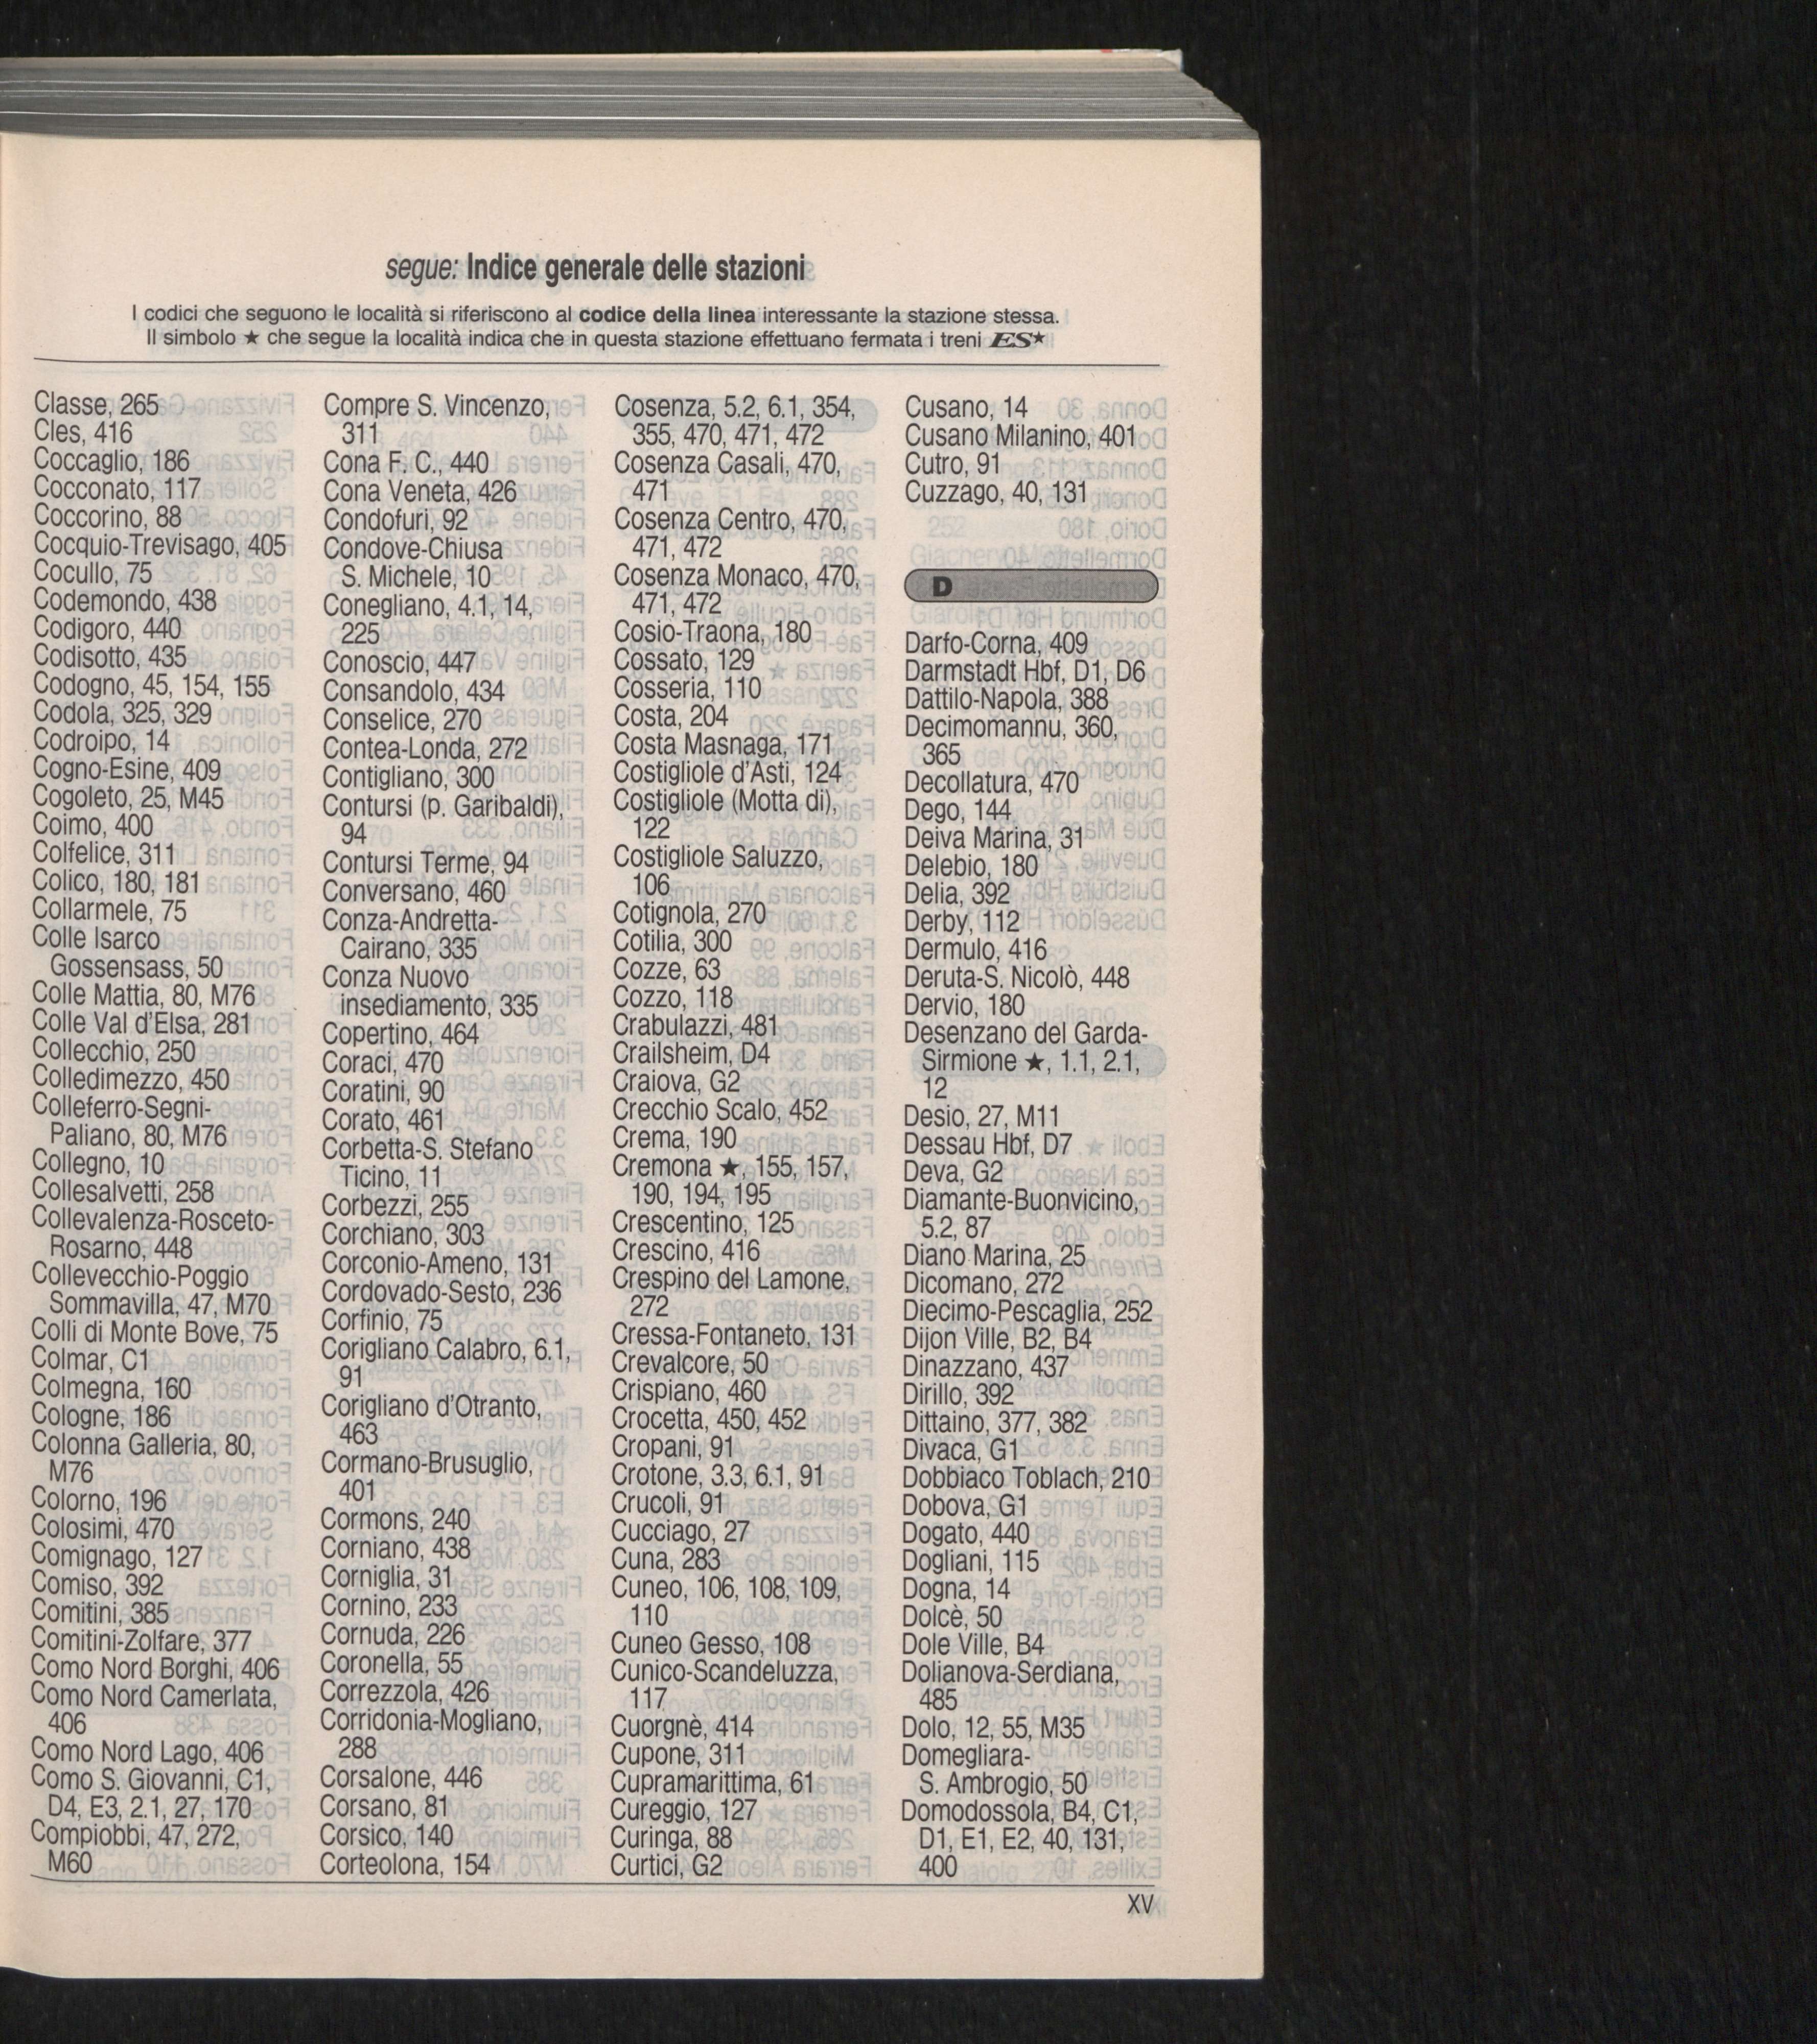 segue: Indice generale delle stazioni
I codici che seguono le località si riferiscono al codice della linea interessante la stazione stessa.
Il simbolo ★ che segue la località indica che in questa stazione effettuano fermata i treni ES★
Classe, 265
Cles, 416
Coccaglio, 186
Cocconato, 117
Coccorino, 88
Cocquio-Trevisago, 405
Cocullo, 75
Codemondo, 438
Codigoro, 440
Codisotto, 435
Codogno, 45, 154, 155
Codola, 325, 329
Codroipo, 14
Cogno-Esine, 409
Cogoleto, 25, M45
Coimo, 400
Colfelice, 311
Colico, 180, 181
Collarmele, 75
Colle Isarco
Gossensass, 50
Colle Mattia, 80, M76
Colle Val d'Elsa, 281
Collecchio, 250
Colledimezzo, 450
Colleferro-Segni-
Paliano, 80, M76
Collegno, 10
Collesalvetti, 258
Collevalenza-Rosceto-
Rosarno, 448
Collevecchio-Poggio
Sommavilla, 47, M70
Colli di Monte Bove, 75
Colmar, C1
Colmegna, 160
Cologne, 186
Colonna Galleria, 80,
M76
Colorno, 196
Colosimi, 470
Comignago, 127
Comiso, 392
Comitini, 385
Comitini-Zolfare, 377
Como Nord Borghi, 406
Como Nord Camerlata,
406
Como Nord Lago, 406
Como S. Giovanni, C1,
D4, E3, 2.1, 27, 170
Compiobbi, 47, 272,
M60
Compre S. Vincenzo,
311
Cona F. C., 440
Cona Veneta, 426
Condofuri, 92
Condove-Chiusa
S. Michele, 10
Conegliano, 4.1, 14,
225
Conoscio, 447
Consandolo, 434
Conselice, 270
Contea-Londa, 272
Contigliano, 300
Contursi (p. Garibaldi),
94
Contursi Terme, 94
Conversano, 460
Conza-Andretta-
Cairano, 335
Conza Nuovo
insediamento, 335
Copertino, 464
Coraci, 470
Coratini, 90
Corato, 461
Corbetta-S. Stefano
Ticino, 11
Corbezzi, 255
Corchiano, 303
Corconio-Ameno, 131
Cordovado-Sesto, 236
Corfinio, 75
Corigliano Calabro, 6.1,
91
Corigliano d'Otranto,
463
Cormano-Brusuglio,
401
Cormons, 240
Corniano, 438
Corniglia, 31
Cornino, 233
Cornuda, 226
Coronella, 55
Correzzola, 426
Corridonia-Mogliano,
288
Corsalone, 446
Corsano, 81
Corsico, 140
Corteolona, 154
Cosenza, 5.2, 6.1, 354,
355, 470, 471, 472
Cosenza Casali, 470,
471
Cosenza Centro, 470,
471, 472
Cosenza Monaco, 470,
471, 472
Cosio-Traona, 180
Cossato, 129
Cosseria, 110
Costa, 204
Costa Masnaga, 171
Costigliole d'Asti, 124
Costigliole (Motta di),
122
Costigliole Saluzzo,
106
Cotignola, 270
Cotilia, 300
Cozze, 63
Cozzo, 118
Crabulazzi, 481
Crailsheim, D4
Craiova, G2
Crecchio Scalo, 452
Crema, 190
Cremona ★, 155, 157,
190, 194, 195
Crescentino, 125
Crescino, 416
Crespino del Lamone,
272
Cressa-Fontaneto, 131
Crevalcore, 50
Crispiano, 460
Crocetta, 450, 452
Cropani, 91
Crotone, 3.3, 6.1, 91
Crucoli, 91
Cucciago, 27
Cuna, 283
Cuneo, 106, 108, 109,
110
Cuneo Gesso, 108
Cunico-Scandeluzza,
117
Cuorgnè, 414
Cupone, 311
Cupramarittima, 61
Cureggio, 127
Curinga, 88
Curtici, G2
Cusano, 14
Cusano Milanino, 401
Cutro, 91
Cuzzago, 40, 131
D
Darfo-Corna, 409
Darmstadt Hbf, D1, D6
Dattilo-Napola, 388
Decimomannu, 360,
365
Decollatura, 470
Dego, 144
Deiva Marina, 31
Delebio, 180
Delia, 392
Derby, 112
Dermulo, 416
Deruta-S. Nicolò, 448
Dervio, 180
Desenzano del Garda-
Sirmione ★, 1.1, 2.1,
12
Desio, 27, M11
Dessau Hbf, D7
Deva, G2
Diamante-Buonvicino,
5.2, 87
Diano Marina, 25
Dicomano, 272
Diecimo-Pescaglia, 252
Dijon Ville, B2, B4
Dinazzano, 437
Dirillo, 392
Dittaino, 377, 382
Divaca, G1
Dobbiaco Toblach, 210
Dobova, G1
Dogato, 440
Dogliani, 115
Dogna, 14
Dolcè, 50
Dole Ville, B4
Dolianova-Serdiana,
485
Dolo, 12, 55, M35
Domegliara-
S. Ambrogio, 50
Domodossola, B4, C1,
D1, E1, E2, 40, 131,
400
XV